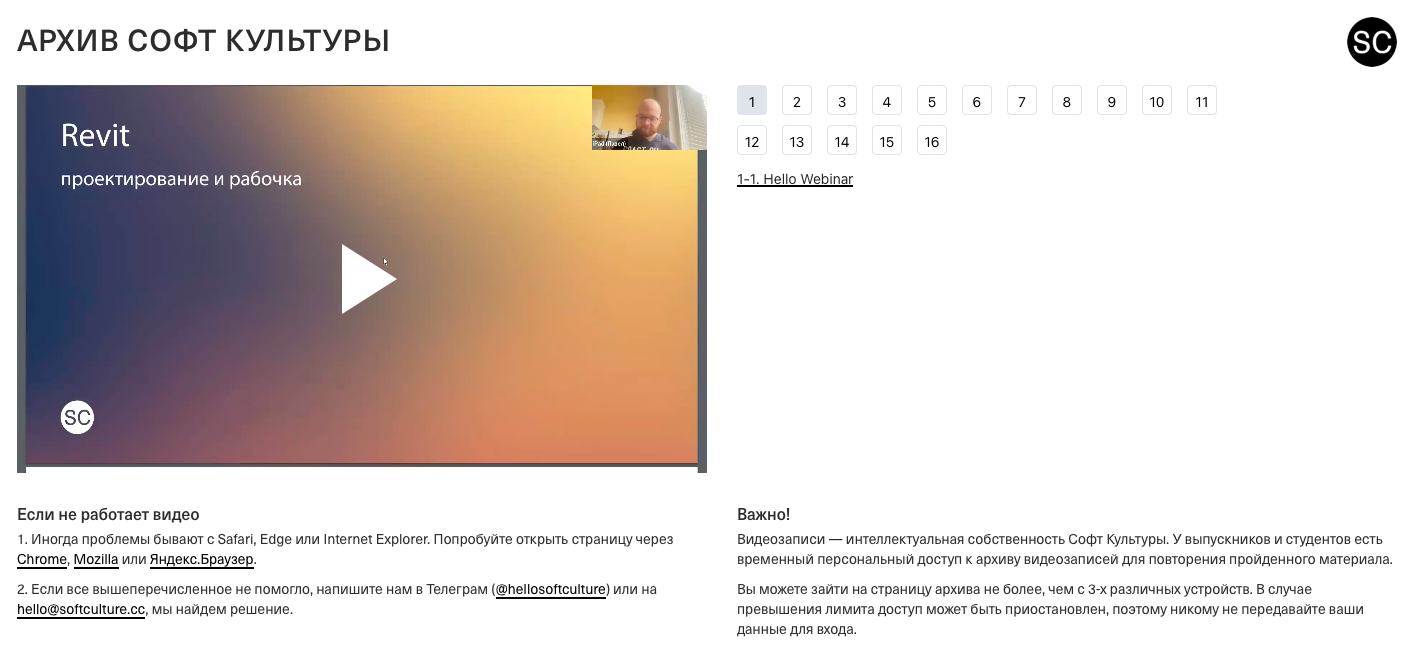 АРХИВ СОФТ КУЛЬТУРЫ
SC
Revit
проектирование и рабочка
SC
1 2 3 4 5 6 7 8 9 10 11
12 13 14 15 16
1-1. Hello Webinar
Если не работает видео
1. Иногда проблемы бывают с Safari, Edge или Internet Explorer. Попробуйте открыть страницу через
Chrome, Mozilla или Яндекс.Браузер.
2. Если все вышеперечисленное не помогло, напишите нам в Телеграм (@hellosoftculture) или на
hello@softculture.cc, мы найдем решение.
Важно!
Видеозаписи — интеллектуальная собственность Софт Культуры. У выпускников и студентов есть
временный персональный доступ к архиву видеозаписей для повторения пройденного материала.
Вы можете зайти на страницу архива не более, чем с 3-х различных устройств. В случае
превышения лимита доступ может быть приостановлен, поэтому никому не передавайте ваши
данные для входа.